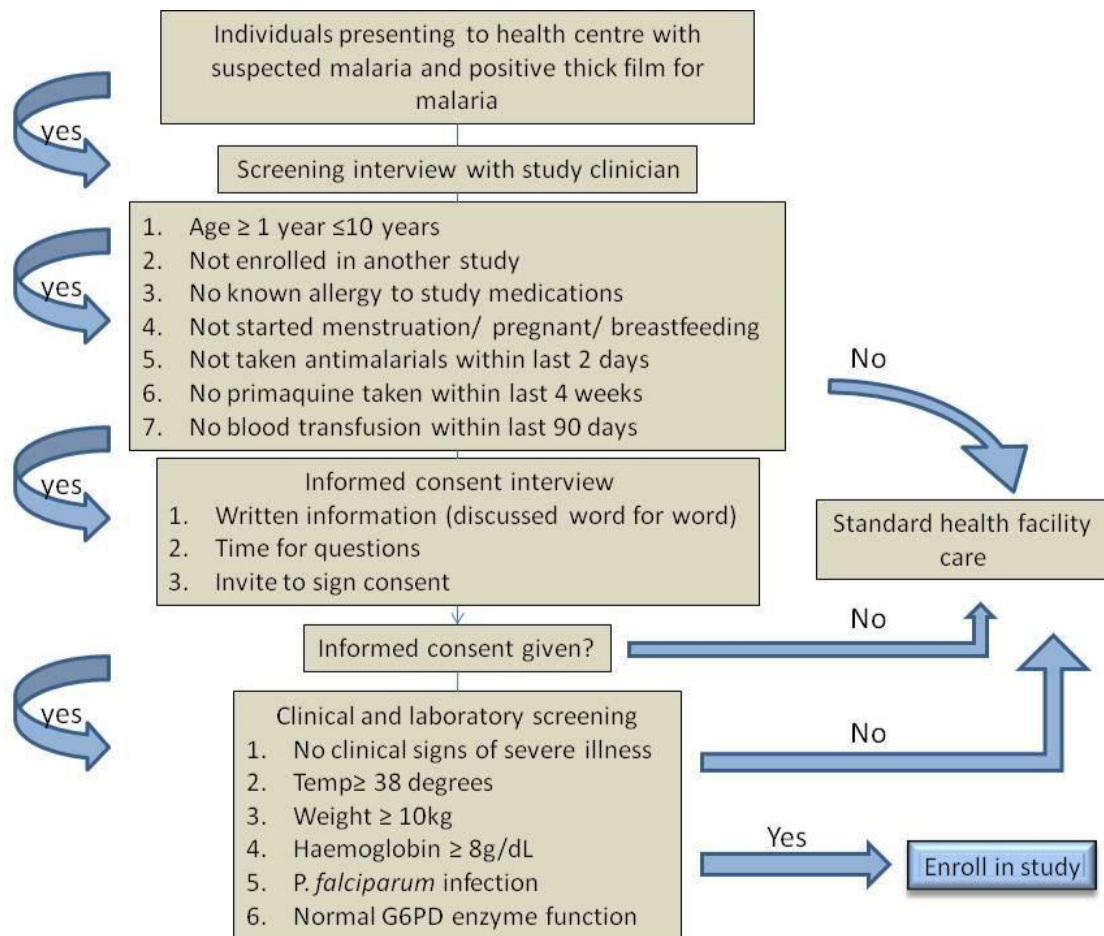 Individuals presenting to health centre with
suspected malaria and positive thick film for
malaria
yes
Screening interview with study clinician
1. Age ≥ 1 year ≤10 years
2. Not enrolled in another study
3. No known allergy to study medications
4. Not started menstruation/ pregnant/ breastfeeding
5. Not taken antimalarials within last 2 days
6. No primaquine taken within last 4 weeks
7. No blood transfusion within last 90 days
yes
No
Informed consent interview
1. Written information (discussed word for word)
2. Time for questions
3. Invite to sign consent
yes
Standard health facility
care
Informed consent given?
No
Clinical and laboratory screening
1. No clinical signs of severe illness
2. Temp≥ 38 degrees
3. Weight ≥ 10kg
4. Haemoglobin ≥ 8g/dL
5. P. falciparum infection
6. Normal G6PD enzyme function
yes
No
Yes
Enroll in study